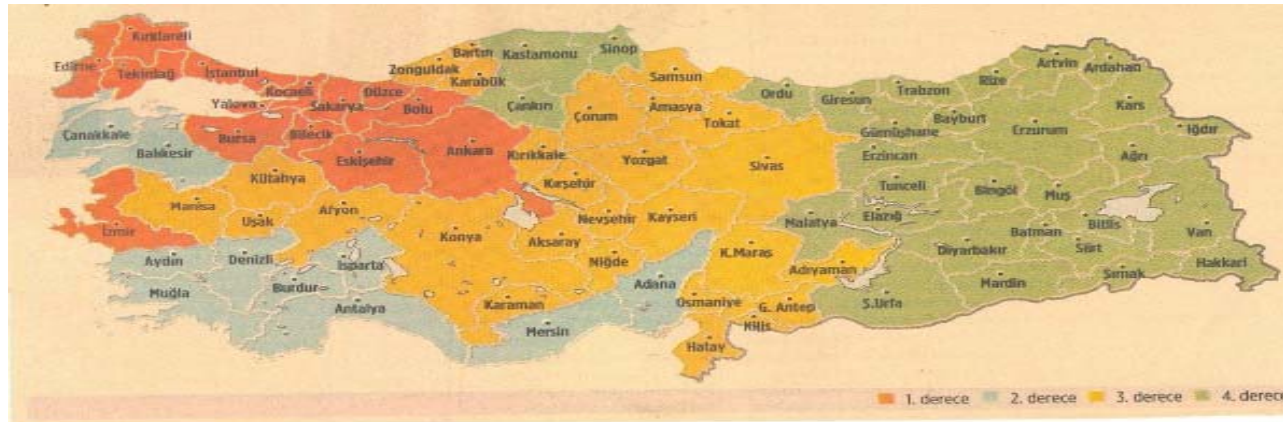 Kırklareli
Edirne
Tekirdağ
İstanbul
Kocaeli
Yalova
Sakarya
Düzce
Bolu
Zonguldak
Bartın
Karabük
Kastamonu
Sinop
Çankırı
Samsun
Çorum
Amasya
Tokat
Ordu
Giresun
Trabzon
Rize
Artvin
Ardahan
Kars
Iğdır
Gümüşhane
Bayburt
Erzurum
Ağrı
Çanakkale
Balıkesir
Bursa
Bilecik
Eskişehir
Ankara
Kırıkkale
Yozgat
Sivas
Erzincan
Tunceli
Bingöl
Muş
Kütahya
Manisa
Uşak
Afyon
Kırşehir
Nevşehir
Kayseri
Malatya
Elazığ
Bitlis
Van
İzmir
Konya
Aksaray
Niğde
K.Maraş
Adıyaman
Diyarbakır
Batman
Siirt
Hakkari
Aydın
Denizli
Isparta
Burdur
Muğla
Antalya
Karaman
Mersin
Adana
Osmaniye
G. Antep
Kilis
Hatay
S.Urfa
Mardin
Şırnak
1. derece
2. derece
3. derece
4. derece